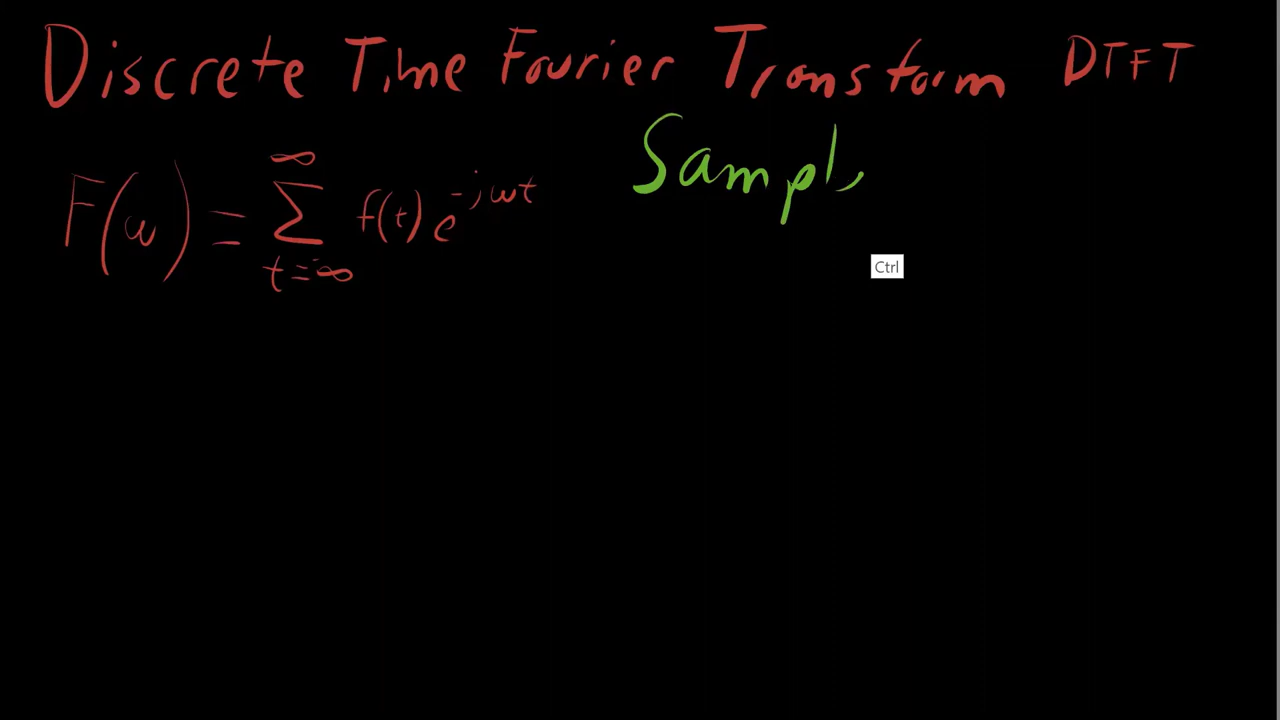 Discrete Time Fourier Transform DTFT
F(ω) = ∞ ∑ t=-∞ f(t) e^-jωt
Sampl
Ctrl